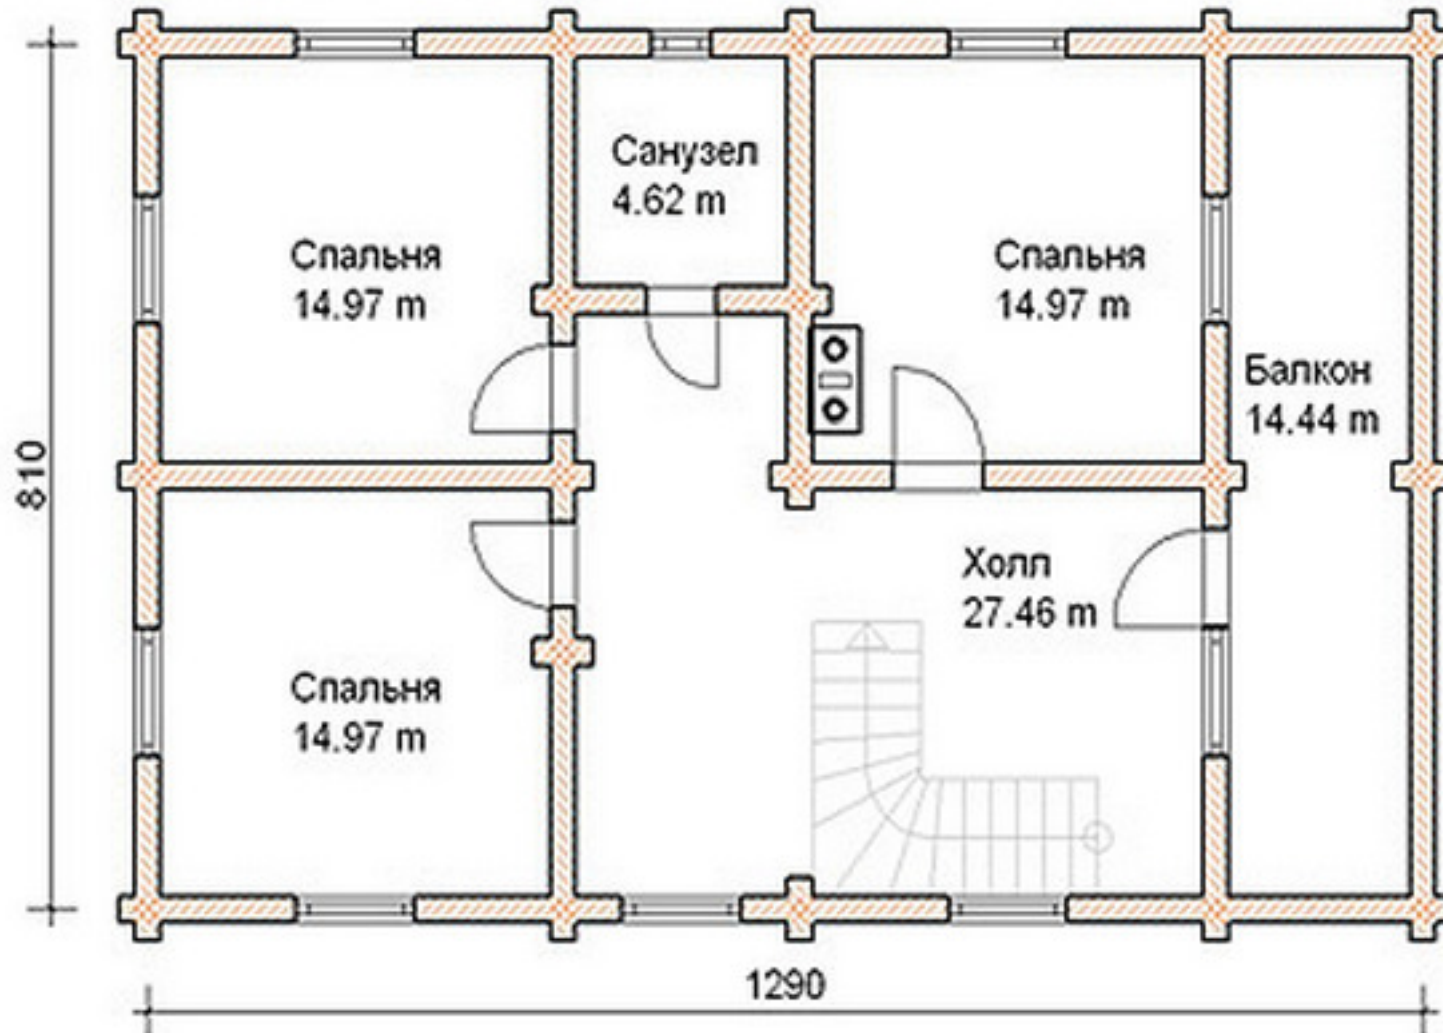 Санузел
4.62 m
Спальня
14.97 m
Спальня
14.97 m
Балкон
14.44 m
810
Холл
27.46 m
Спальня
14.97 m
1290